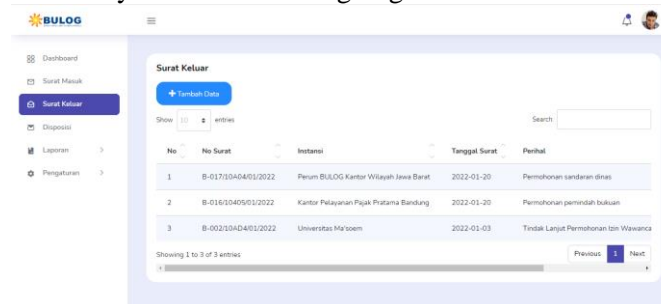 BULOG
Dashboard
Surat Masuk
Surat Keluar
Disposisi
Laporan
Pengaturan
Surat Keluar
+ Tambah Data
Show 10 entries
Search:
No No Surat Instansi Tanggal Surat Perihal
1 B-017/10A04/01/2022 Perum BULOG Kantor Wilayah Jawa Barat 2022-01-20 Permohonan sandaran dinas
2 B-016/10405/01/2022 Kantor Pelayanan Pajak Pratama Bandung 2022-01-20 Permohonan pemindah bukuan
3 B-002/10AD4/01/2022 Universitas Ma'soem 2022-01-03 Tindak Lanjut Permohonan Izin Wawanca
Showing 1 to 3 of 3 entries
Previous 1 Next